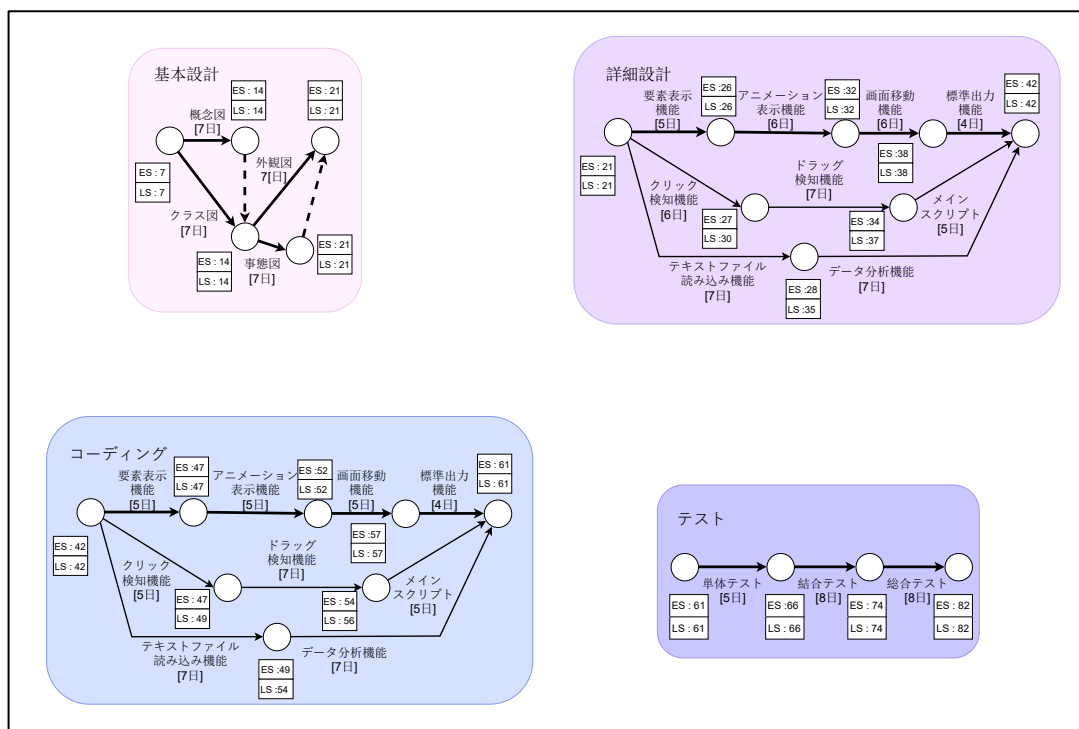 基本設計
ES : 14
LS : 14
ES : 21
LS : 21
概念図
[7日]
外観図
7[日]
ES : 7
LS : 7
クラス図
[7日]
ES : 14
LS : 14
事態図
[7日]
ES : 21
LS : 21
詳細設計
要素表示
機能
[5日]
ES :26
LS :26
アニメーション
表示機能
[6日]
ES :32
LS :32
画面移動
機能
[6日]
標準出力
機能
[4日]
ES :42
LS :42
ES :21
LS :21
ES :38
LS :38
クリック
検知機能
[6日]
ドラッグ
検知機能
[7日]
ES :27
LS :30
ES :34
LS :37
メイン
スクリプト
[5日]
テキストファイル
読み込み機能
[7日]
ES :28
LS :35
データ分析機能
[7日]
コーディング
要素表示
機能
[5日]
ES :47
LS :47
アニメーション
表示機能
[5日]
ES :52
LS :52
画面移動
機能
[5日]
標準出力
機能
[4日]
ES :61
LS : 61
ES :42
LS : 42
ES :57
LS : 57
クリック
検知機能
[5日]
ドラッグ
検知機能
[7日]
ES :47
LS : 49
ES :54
LS : 56
メイン
スクリプト
[5日]
テキストファイル
読み込み機能
[7日]
ES :49
LS :54
データ分析機能
[7日]
テスト
単体テスト
[5日]
結合テスト
[8日]
総合テスト
[8日]
ES : 61
LS : 61
ES :66
LS : 66
ES : 74
LS : 74
ES : 82
LS : 82